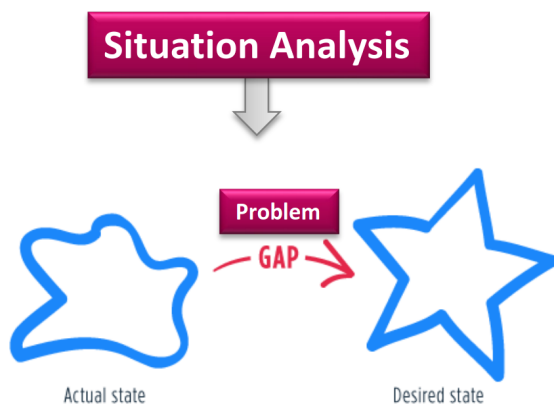 Situation Analysis
Problem
GAP
Actual state
Desired state